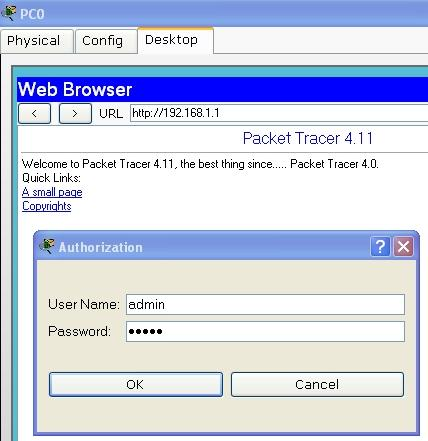 PC0
Physical Config Desktop
Web Browser
< > URL http://192.168.1.1
Packet Tracer 4.11
Welcome to Packet Tracer 4.11, the best thing since..... Packet Tracer 4.0.
Quick Links:
A small page
Copyrights
Authorization ? X
User Name: admin
Password: •••••
OK Cancel